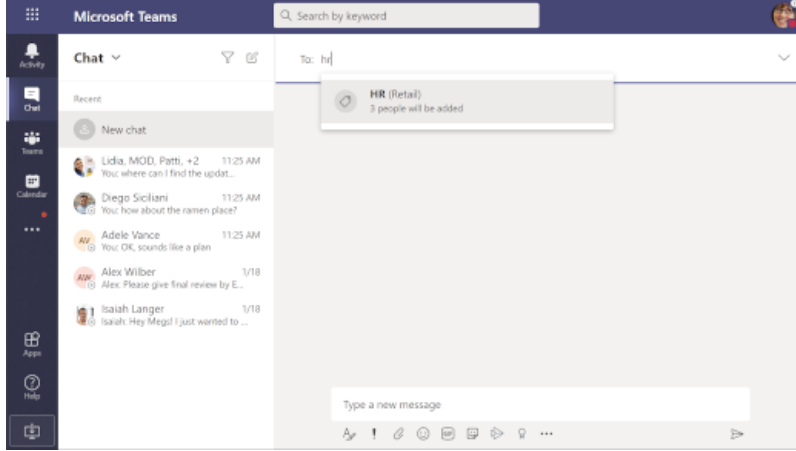 Microsoft Teams
Search by keyword
Activity
Chat
Teams
Calendar
Apps
Help
Chat
Recent
New chat
Lidia, MOD, Patti, +2 11:25 AM
You: where can I find the updat...
Diego Siciliani 11:25 AM
You: how about the ramen place?
AV
Adele Vance 11:25 AM
You: OK, sounds like a plan
AW
Alex Wilber 1/18
Alex: Please give final review by E...
Isaiah Langer 1/18
Isaiah: Hey Megs! I just wanted to ...
To: hr
HR (Retail)
3 people will be added
Type a new message
GIF